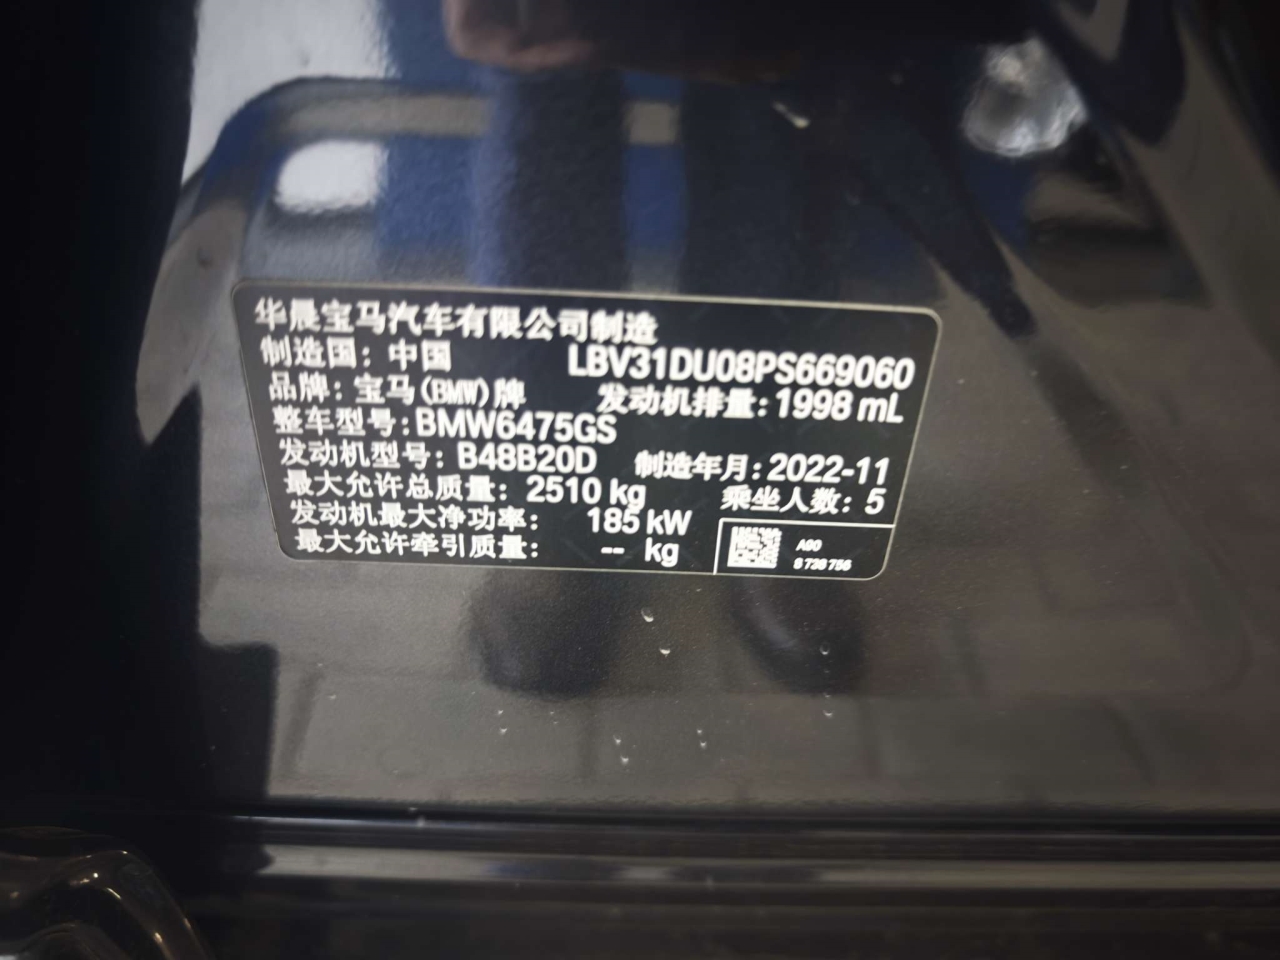 华晨宝马汽车有限公司制造
制造国：中国 LBV31DU08PS669060
品牌：宝马(BMW)牌 发动机排量：1998 mL
整车型号：BMW6475GS
发动机型号：B48B20D 制造年月：2022-11
最大允许总质量：2510 kg 乘坐人数：5
发动机最大净功率： 185 kW
最大允许牵引质量： -- kg
A90